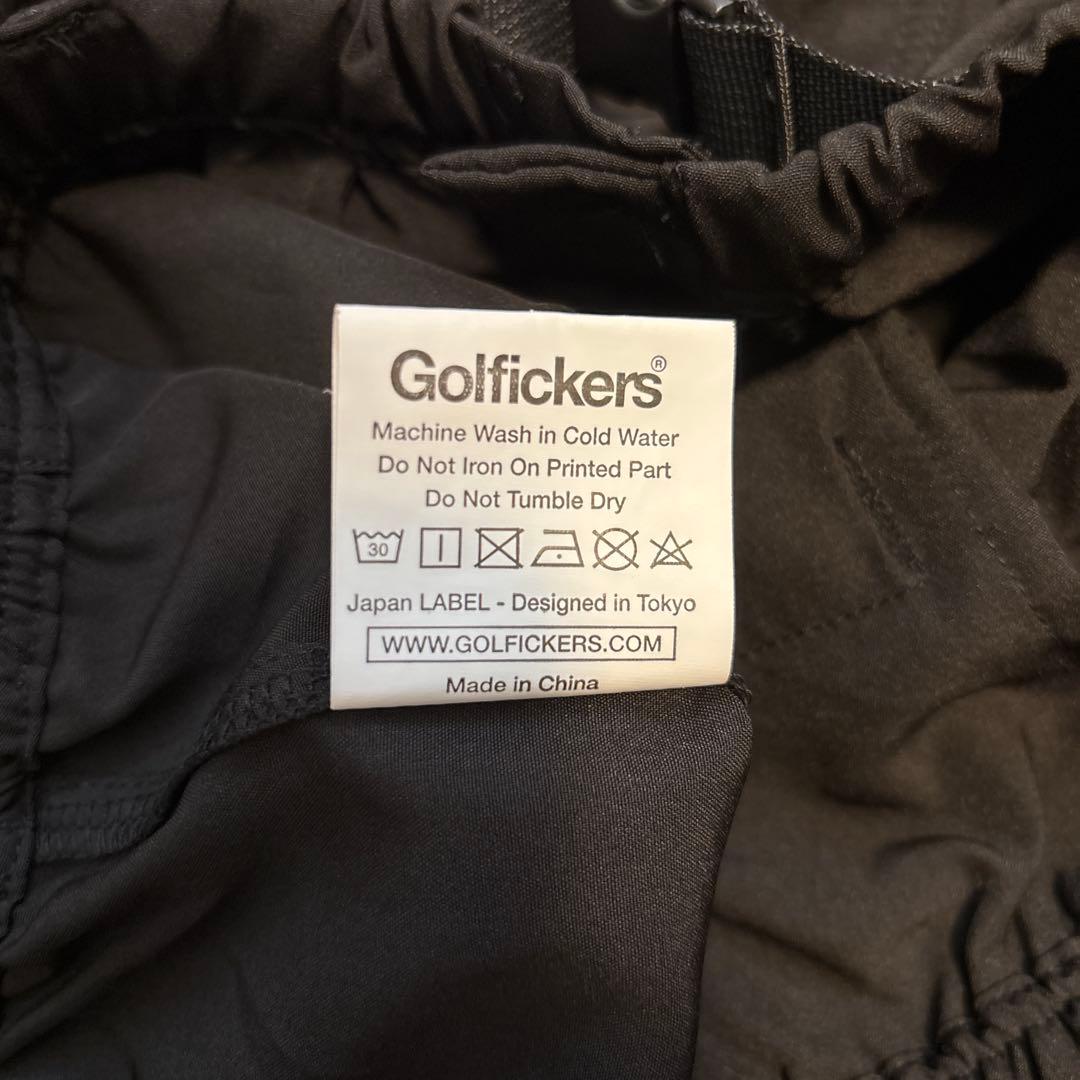 Golfickers®
Machine Wash in Cold Water
Do Not Iron On Printed Part
Do Not Tumble Dry
30
Japan LABEL - Designed in Tokyo
WWW.GOLFICKERS.COM
Made in China